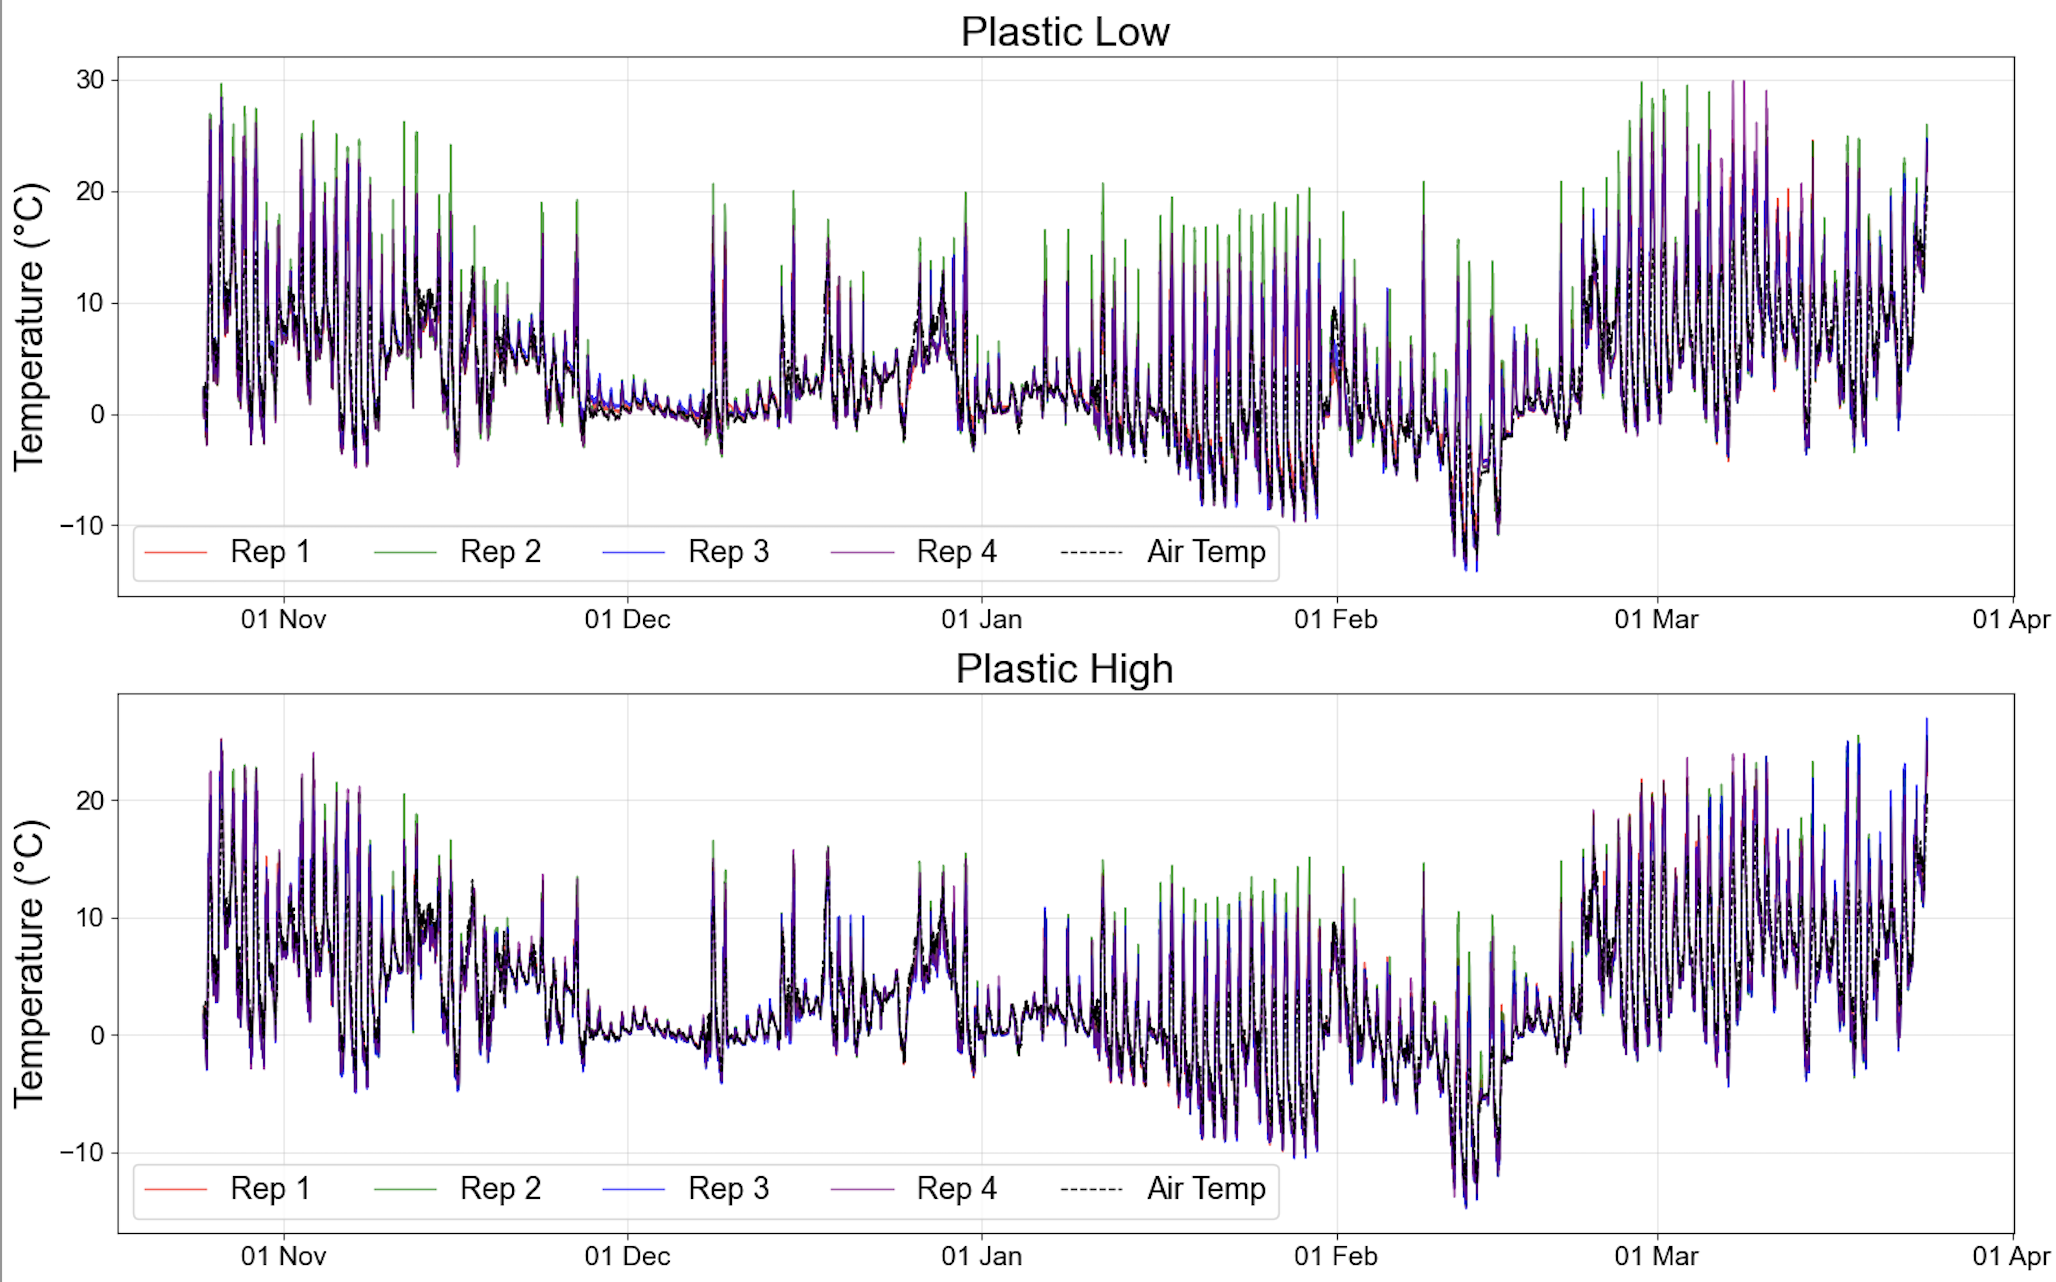 Plastic Low
Temperature (°C)
30
20
10
0
−10
Rep 1 Rep 2 Rep 3 Rep 4 Air Temp
01 Nov 01 Dec 01 Jan 01 Feb 01 Mar 01 Apr
Plastic High
Temperature (°C)
20
10
0
−10
Rep 1 Rep 2 Rep 3 Rep 4 Air Temp
01 Nov 01 Dec 01 Jan 01 Feb 01 Mar 01 Apr